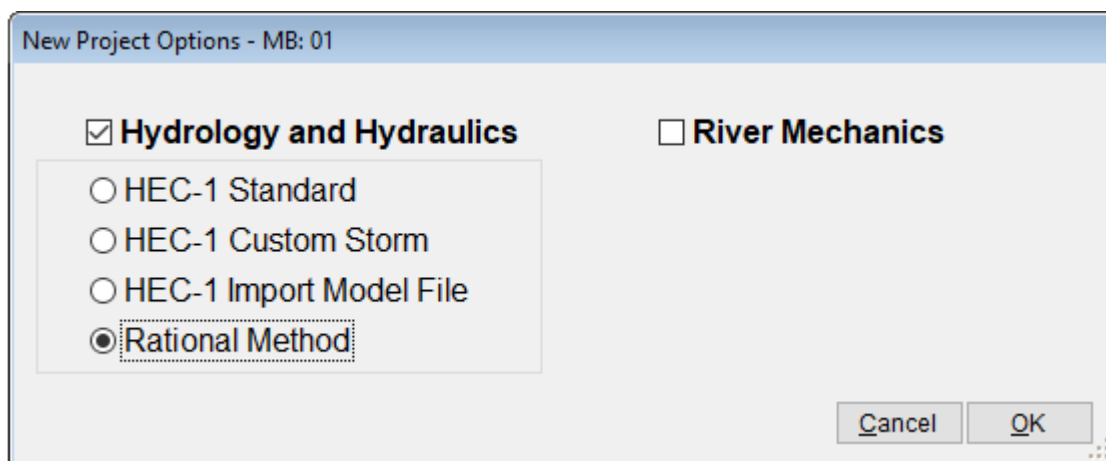 New Project Options - MB: 01
Hydrology and Hydraulics
River Mechanics
HEC-1 Standard
HEC-1 Custom Storm
HEC-1 Import Model File
Rational Method
Cancel
OK